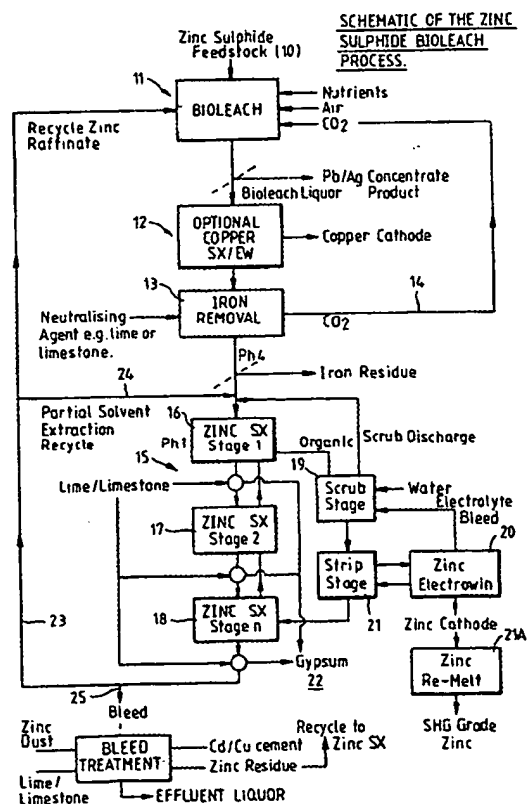 SCHEMATIC OF THE ZINC
SULPHIDE BIOLEACH
PROCESS.
Zinc Sulphide
Feedstock (10)
11
BIOLEACH
Nutrients
Air
CO2
Recycle Zinc
Raffinate
Pb/Ag Concentrate
Product
Bioleach Liquor
12
OPTIONAL
COPPER
SX/EW
Copper Cathode
13
IRON
REMOVAL
14
CO2
Neutralising
Agent e.g. lime or
limestone.
Ph4
24
Iron Residue
Partial Solvent
Extraction
Recycle
16
Ph1
ZINC SX
Stage 1
Organic
Scrub Discharge
15
19
Lime/Limestone
Scrub
Stage
Water
Electrolyte
Bleed
20
17
ZINC SX
Stage 2
Strip
Stage
Zinc
Electrowin
21
18
ZINC SX
Stage n
Zinc Cathode
21A
23
Gypsum
22
Zinc
Re-Melt
25
Bleed
SHG Grade
Zinc
Zinc
Dust
Recycle to
Zinc SX
BLEED
TREATMENT
Cd/Cu cement
Zinc Residue
Lime/
Limestone
EFFLUENT LIQUOR